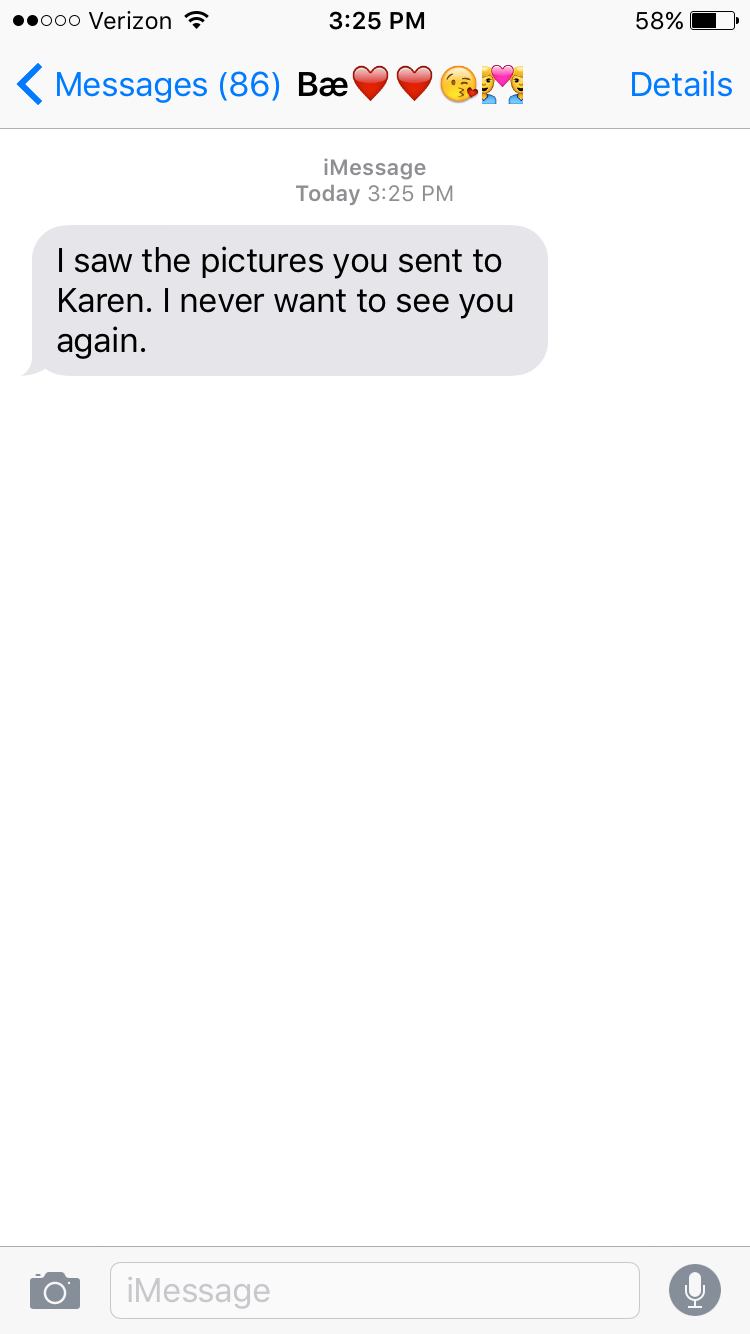 Verizon 3:25 PM 58%
Messages (86) Bæ❤️❤️😘💑 Details
iMessage
Today 3:25 PM
I saw the pictures you sent to
Karen. I never want to see you
again.
iMessage